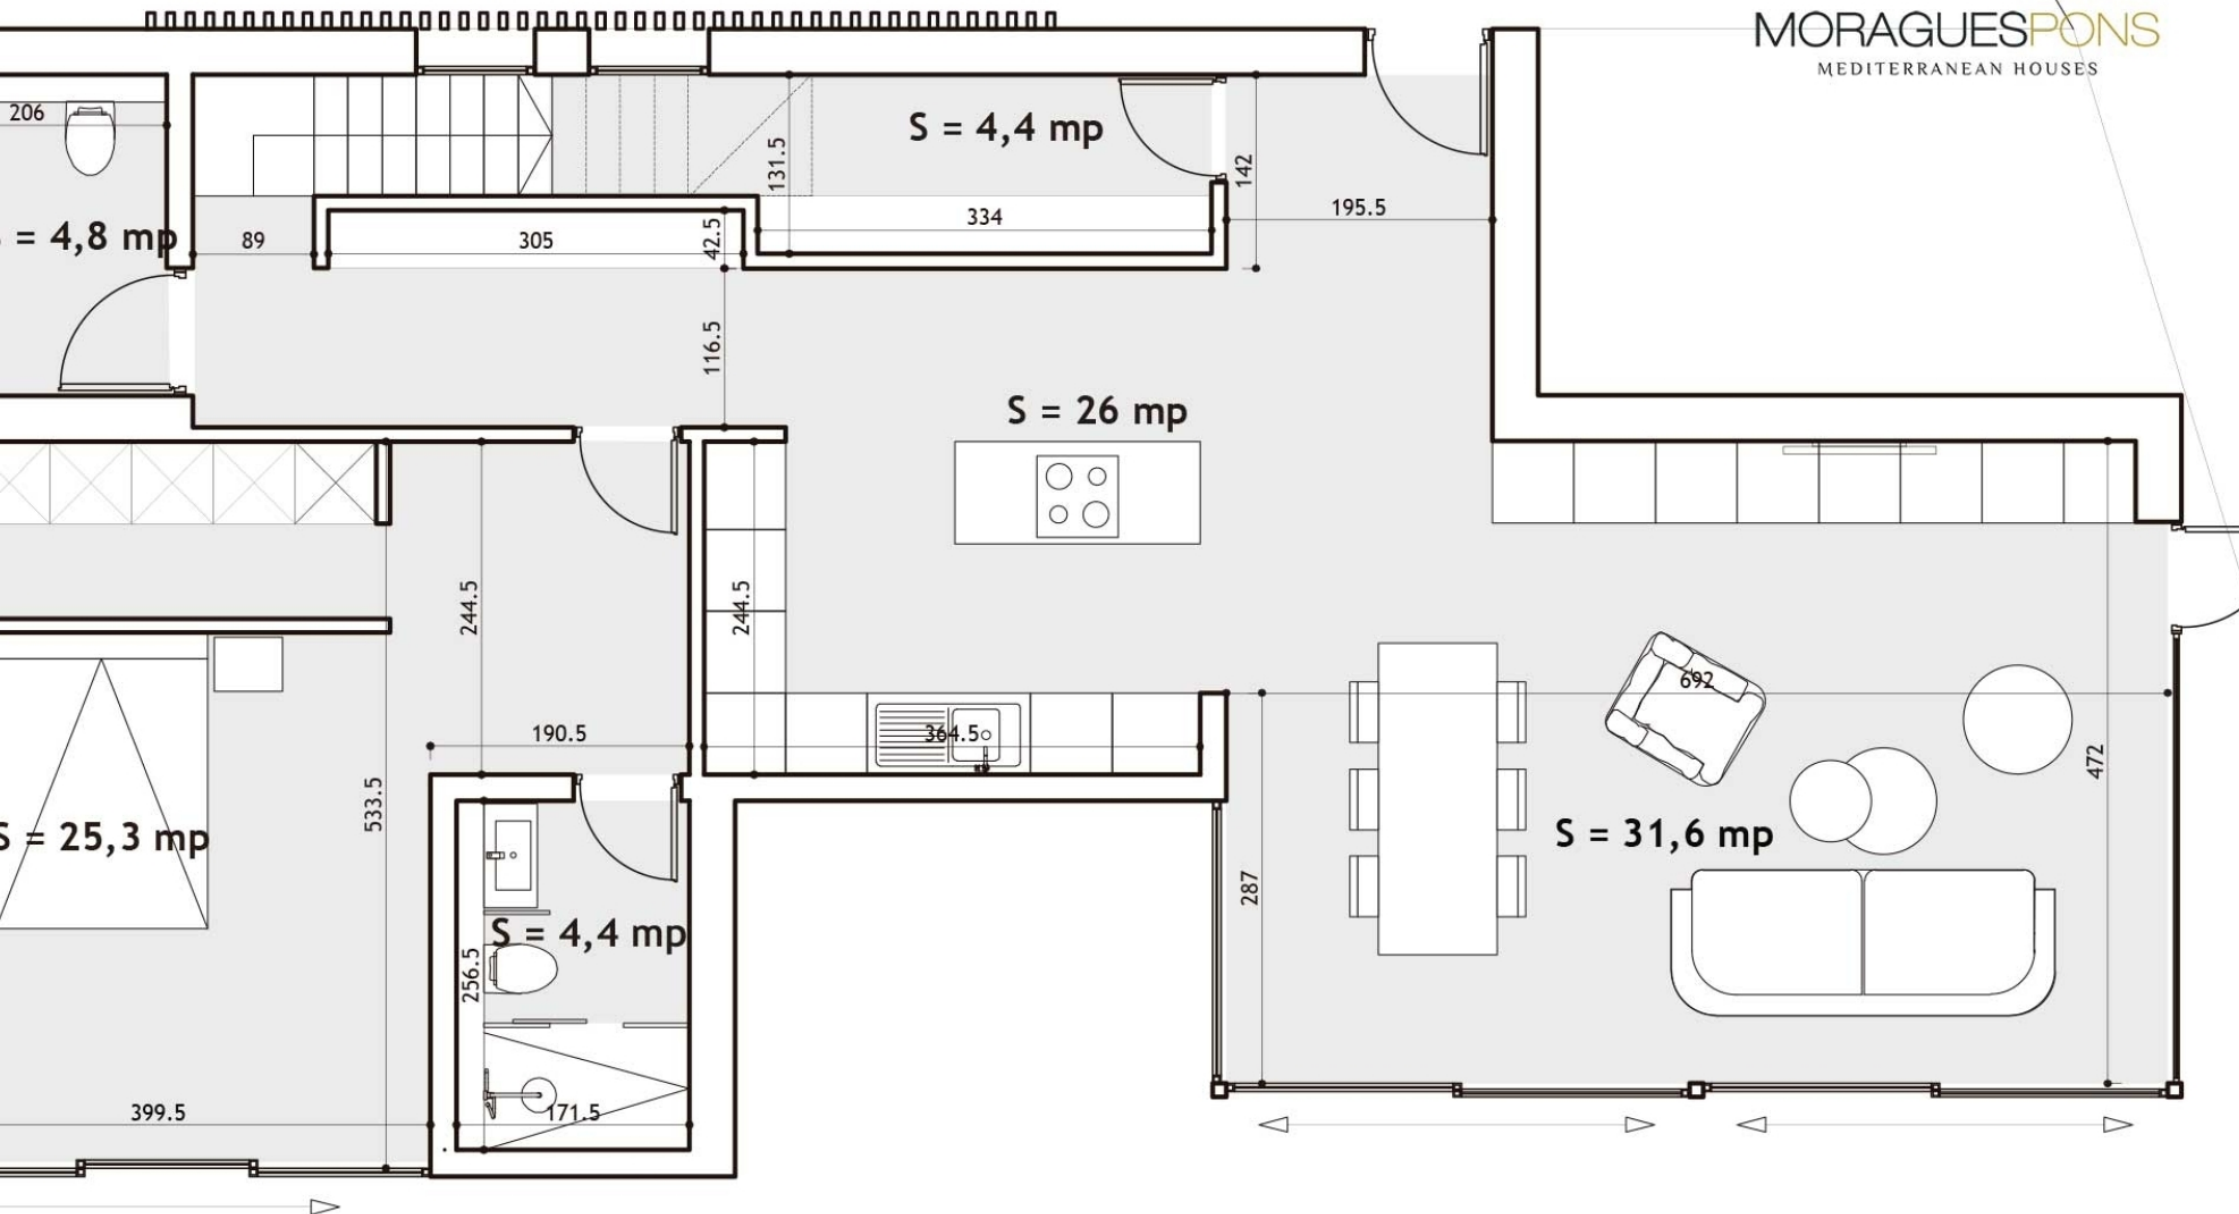 MORAGUESPONS
MEDITERRANEAN HOUSES
206
S = 4,4 mp
131.5
142
= 4,8 mp
89
305
42.5
334
195.5
116.5
S = 26 mp
244.5
244.5
692
190.5
364.5
472
533.5
S = 25,3 mp
S = 31,6 mp
287
S = 4,4 mp
256.5
399.5
171.5